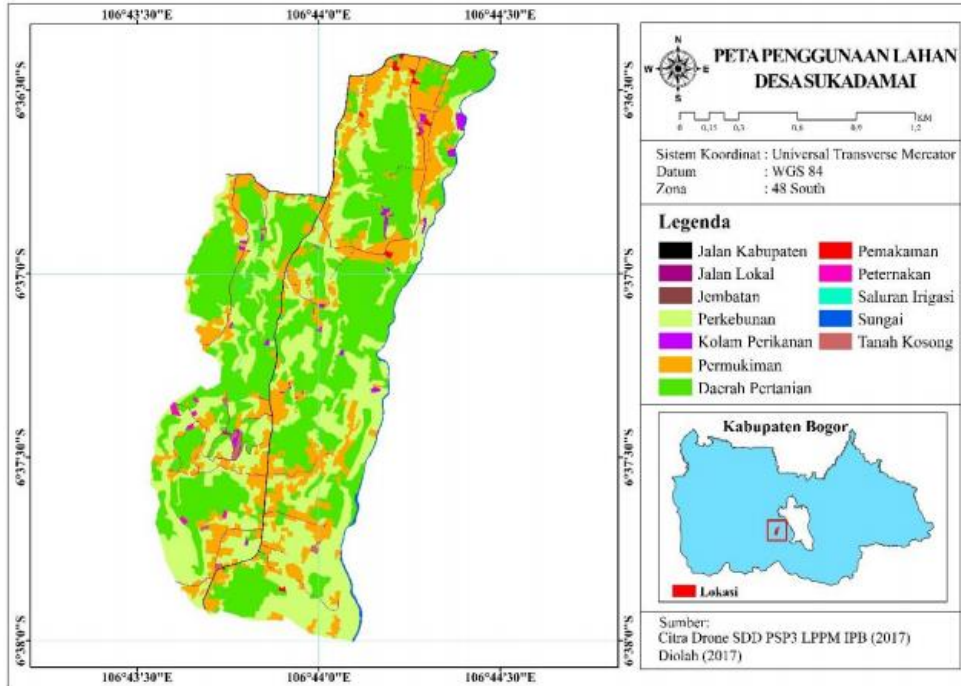 106°43'30"E 106°44'0"E 106°44'30"E
6°36'30"S
6°37'0"S
6°37'30"S
6°38'0"S
6°36'30"S
6°37'0"S
6°37'30"S
6°38'0"S
106°43'30"E 106°44'0"E 106°44'30"E
N
W E
S
PETA PENGGUNAAN LAHAN
DESA SUKADAMAI
KM
0 0,15 0,3 0,6 0,9 1,2
Sistem Koordinat : Universal Transverse Mercator
Datum : WGS 84
Zona : 48 South
Legenda
Jalan Kabupaten Pemakaman
Jalan Lokal Peternakan
Jembatan Saluran Irigasi
Perkebunan Sungai
Kolam Perikanan Tanah Kosong
Permukiman
Daerah Pertanian
Kabupaten Bogor
Lokasi
Sumber:
Citra Drone SDD PSP3 LPPM IPB (2017)
Diolah (2017)